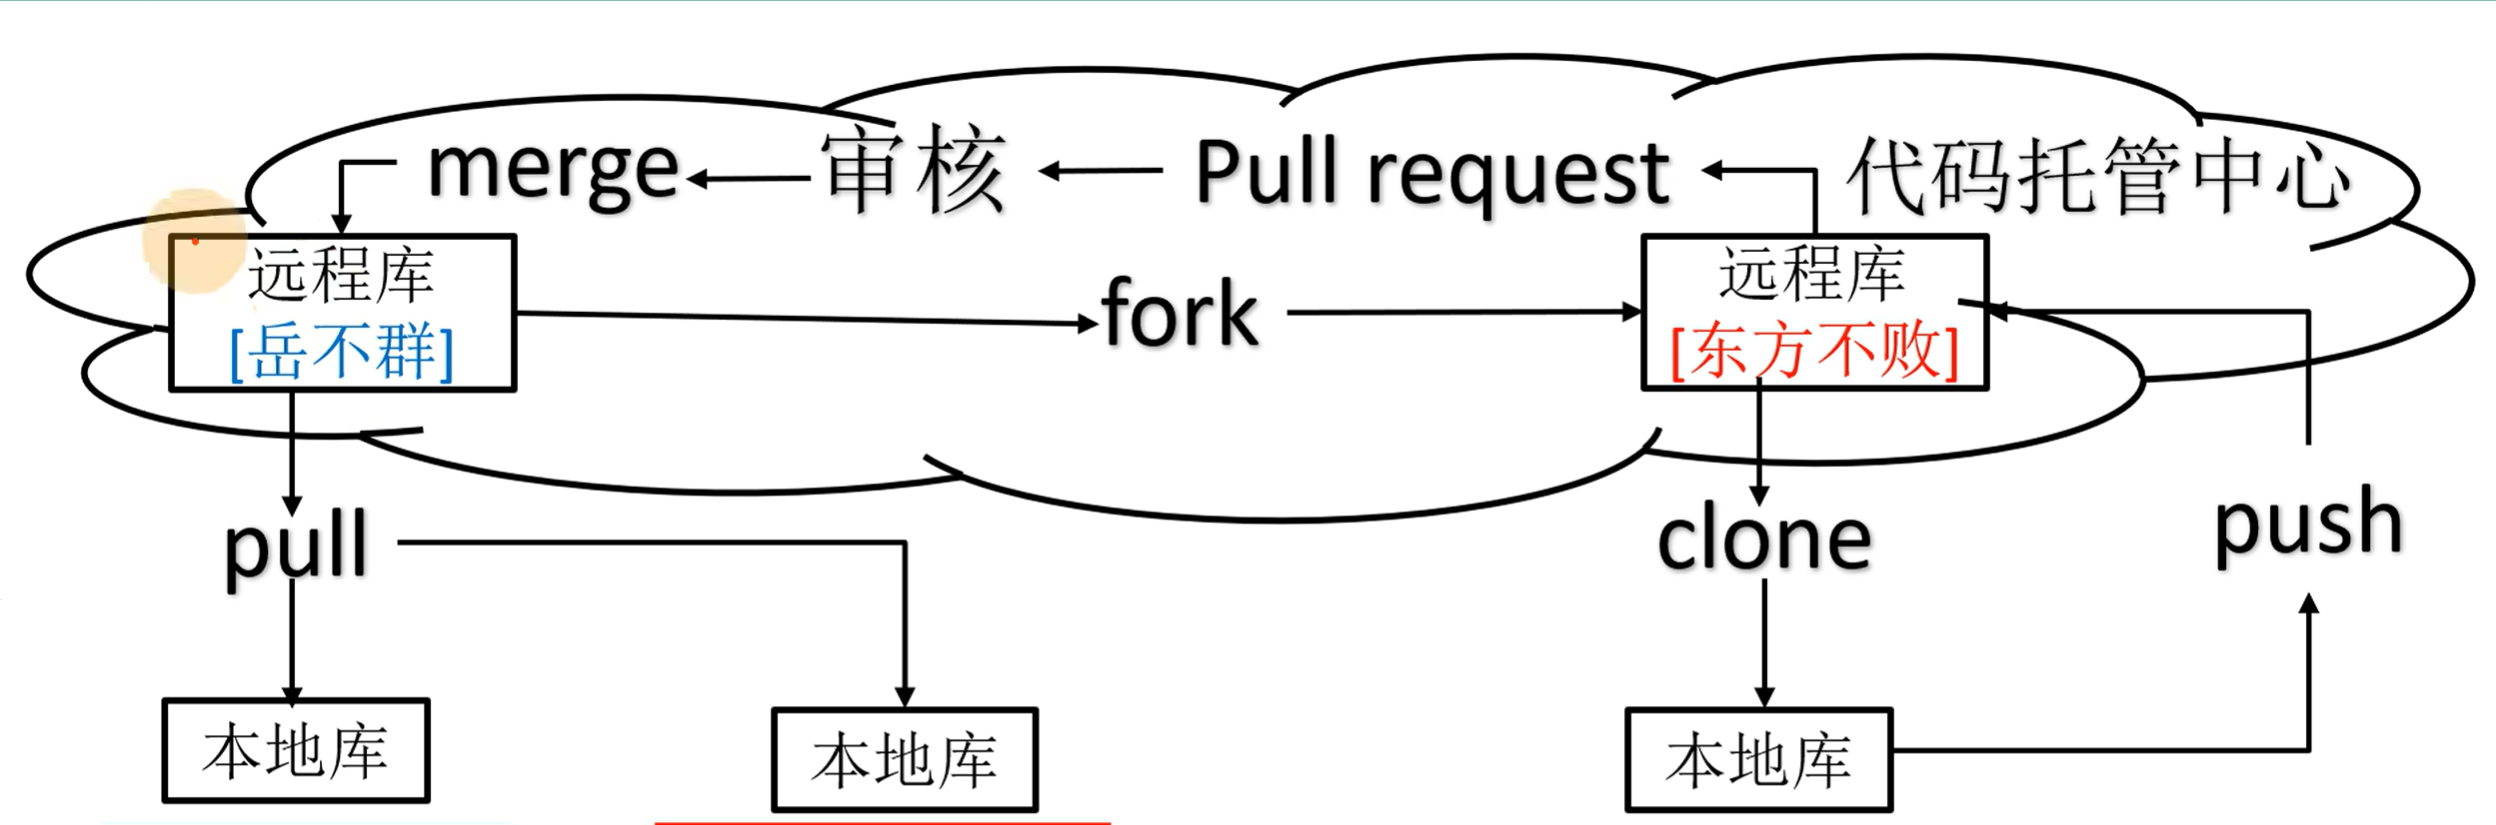 merge
审核
Pull request
代码托管中心
远程库
[岳不群]
fork
远程库
[东方不败]
pull
clone
push
本地库
本地库
本地库